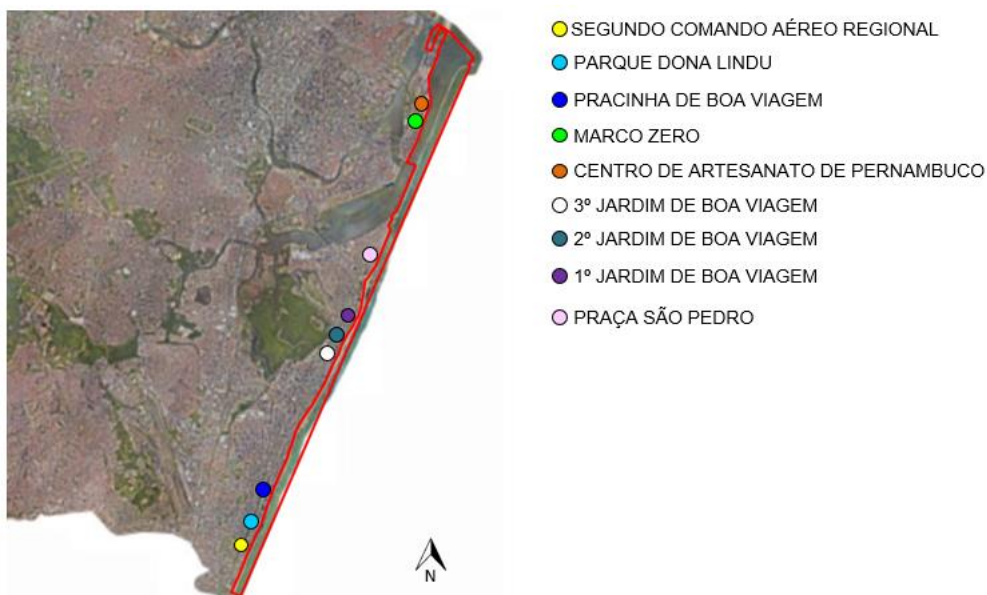 SEGUNDO COMANDO AÉREO REGIONAL
PARQUE DONA LINDU
PRACINHA DE BOA VIAGEM
MARCO ZERO
CENTRO DE ARTESANATO DE PERNAMBUCO
3º JARDIM DE BOA VIAGEM
2º JARDIM DE BOA VIAGEM
1º JARDIM DE BOA VIAGEM
PRAÇA SÃO PEDRO
N